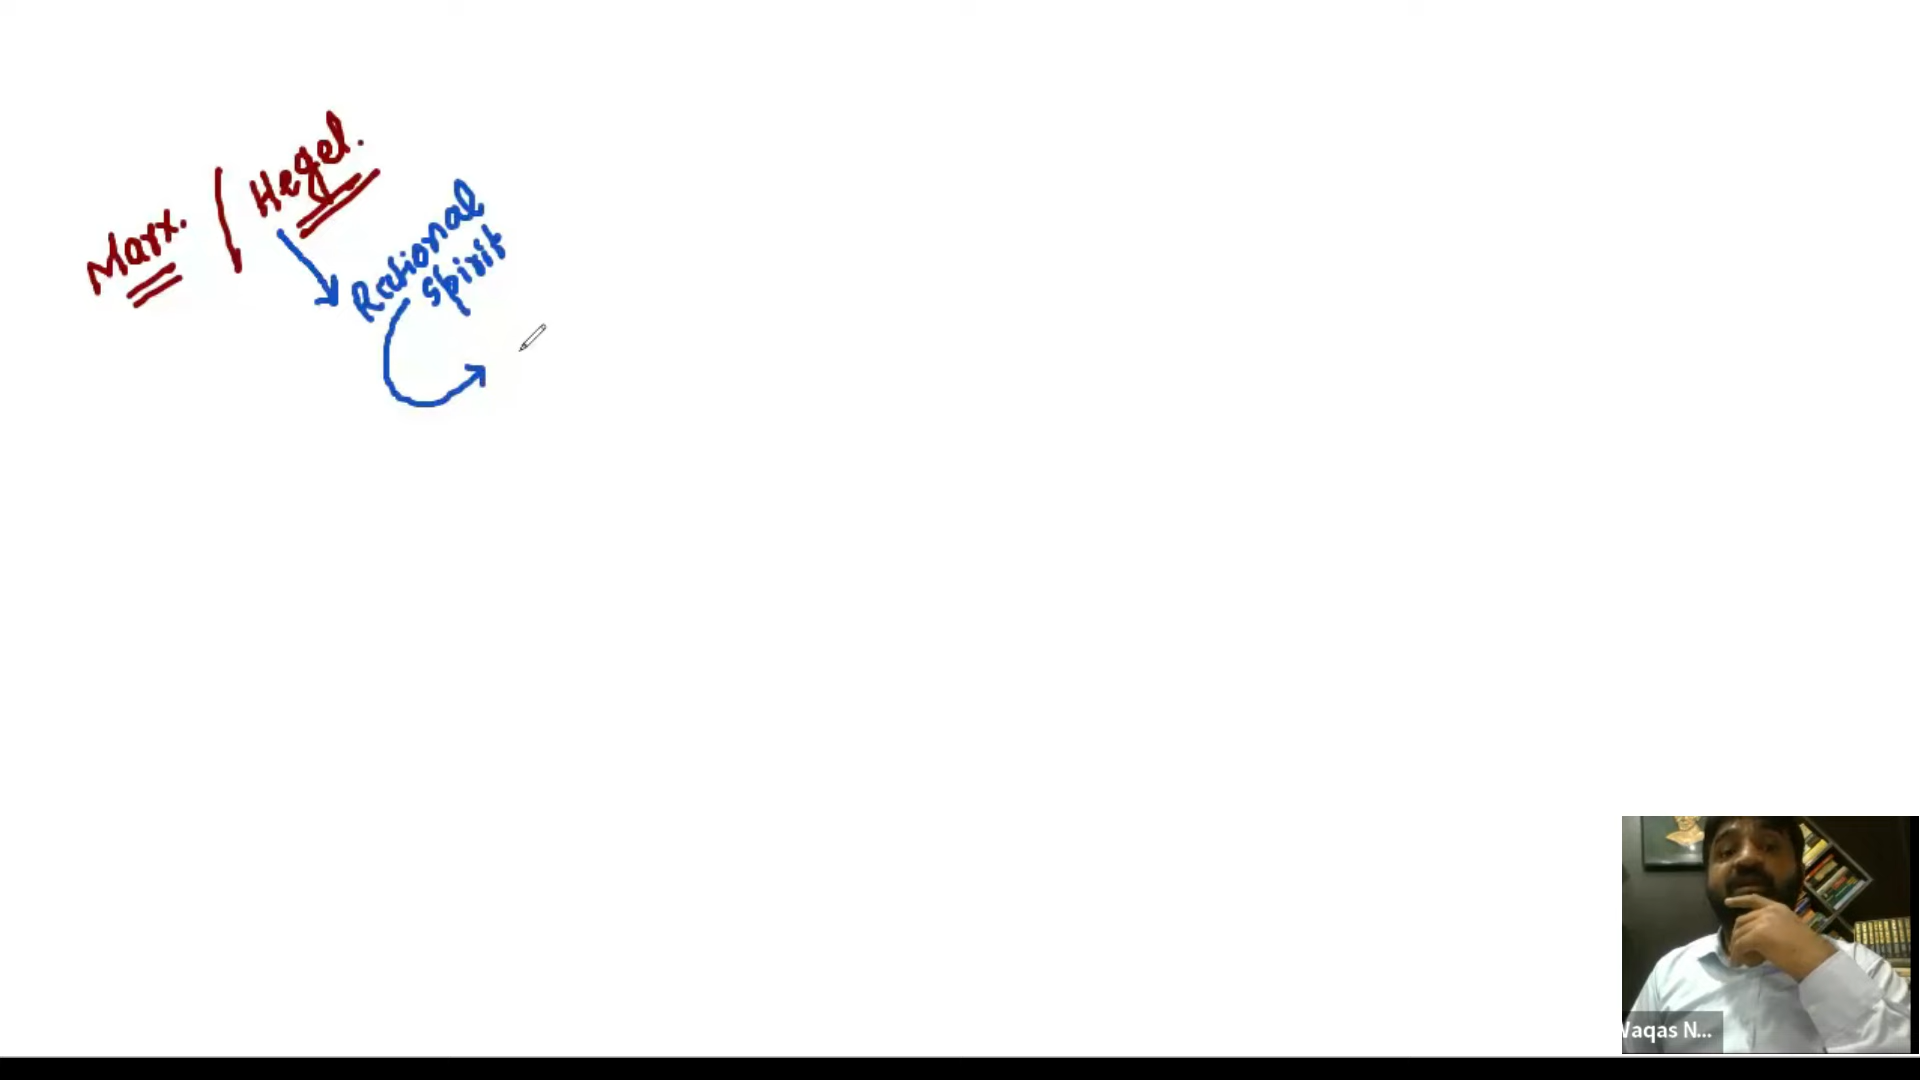 Marx.
Hegel.
Rational
spirit
Waqas N...